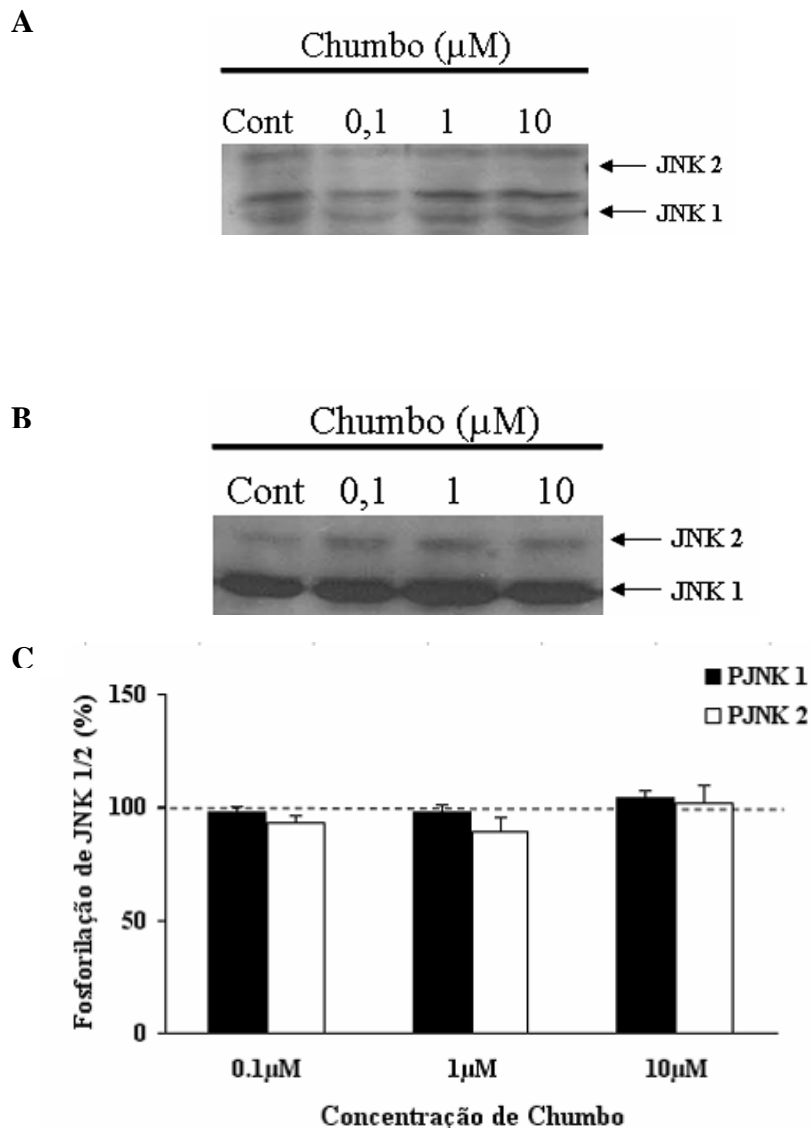 A
Chumbo (µM)
Cont 0,1 1 10
JNK 2
JNK 1
B
Chumbo (µM)
Cont 0,1 1 10
JNK 2
JNK 1
C
Fosforilação de JNK 1/2 (%)
150
100
50
0
PJNK 1
PJNK 2
0.1µM 1µM 10µM
Concentração de Chumbo